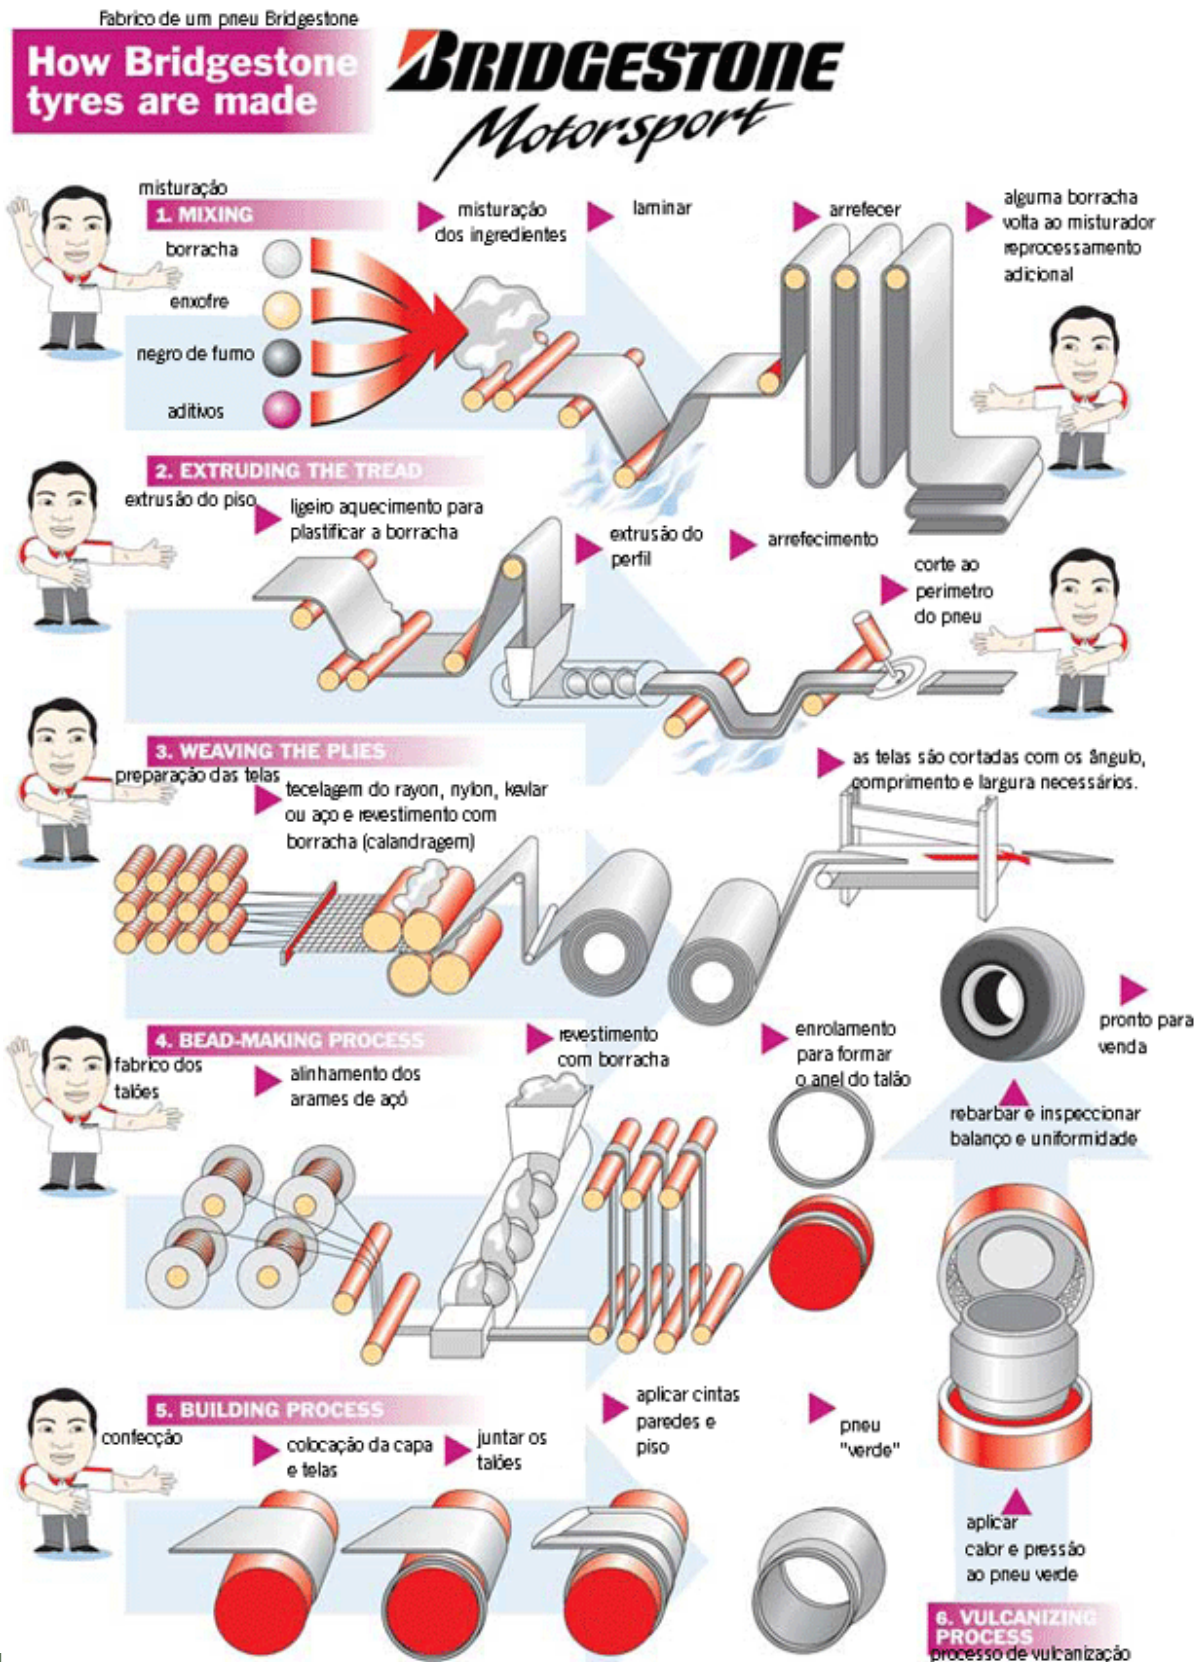 Fabrico de um pneu Bridgestone
How Bridgestone
tyres are made
BRIDGESTONE
Motorsport
misturação
1. MIXING
borracha
enxofre
negro de fumo
aditivos
misturação
dos ingredientes
laminar
arrefecer
alguma borracha
volta ao misturador
reprocessamento
adicional
2. EXTRUDING THE TREAD
extrusão do piso
ligeiro aquecimento para
plastificar a borracha
extrusão do
perfil
arrefecimento
corte ao
perimetro
do pneu
3. WEAVING THE PLIES
preparação das telas
tecelagem do rayon, nylon, kevlar
ou aço e revestimento com
borracha (calandragem)
as telas são cortadas com os ângulo,
comprimento e largura necessários.
4. BEAD-MAKING PROCESS
fabrico dos
talões
alinhamento dos
arames de açõ
revestimento
com borracha
enrolamento
para formar
o anel do talão
5. BUILDING PROCESS
confecção
colocação da capa
e telas
juntar os
talões
aplicar cintas
paredes e
piso
pneu
"verde"
6. VULCANIZING
PROCESS
processo de vulcanização
aplicar
calor e pressão
ao pneu verde
rebarbar e inspeccionar
balanço e uniformidade
pronto para
venda